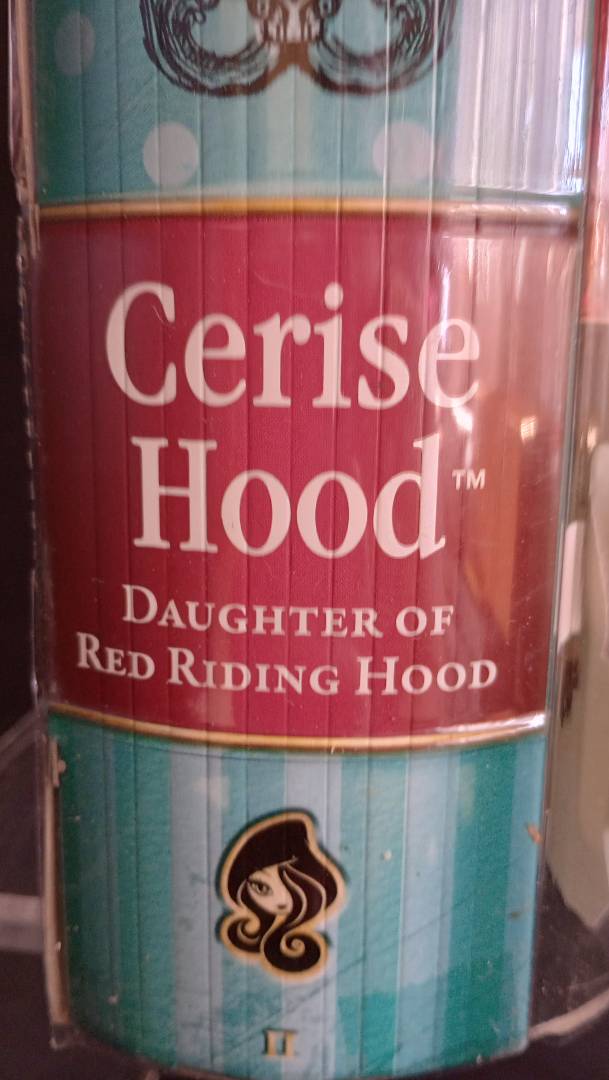 Cerise
Hood™
DAUGHTER OF
RED RIDING HOOD
II